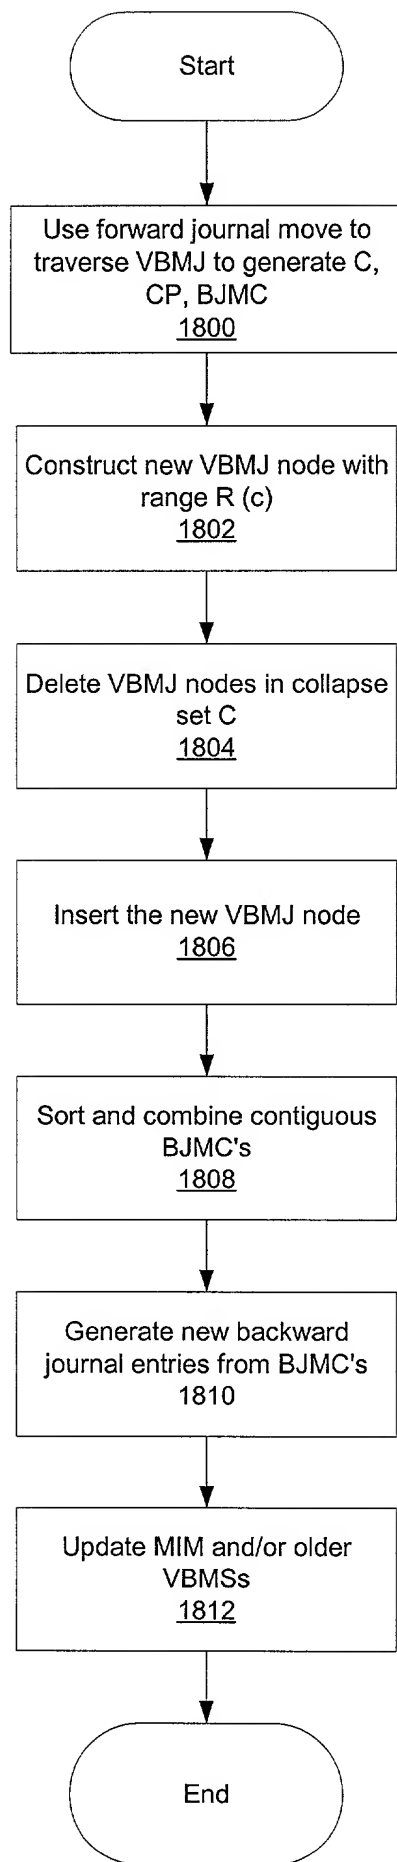 Start
Use forward journal move to
traverse VBMJ to generate C,
CP, BJMC
1800
Construct new VBMJ node with
range R (c)
1802
Delete VBMJ nodes in collapse
set C
1804
Insert the new VBMJ node
1806
Sort and combine contiguous
BJMC's
1808
Generate new backward
journal entries from BJMC's
1810
Update MIM and/or older
VBMSs
1812
End